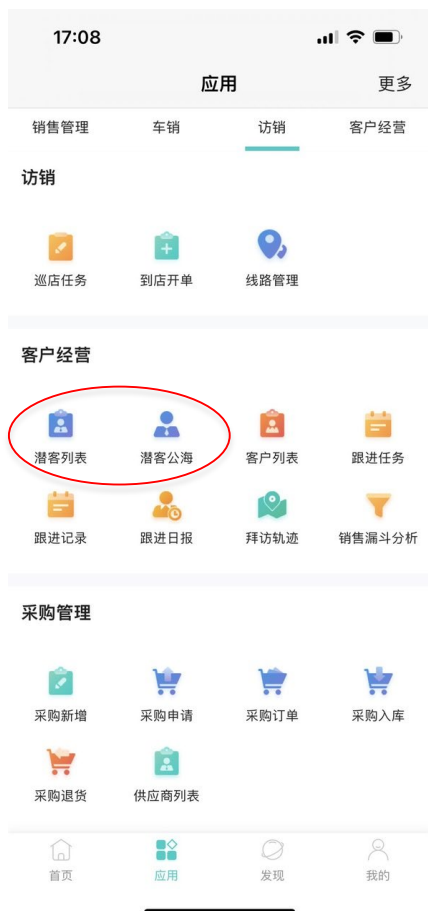 17:08
应用
更多
销售管理 车销 访销 客户经营
访销
巡店任务 到店开单 线路管理
客户经营
潜客列表 潜客公海 客户列表 跟进任务
跟进记录 跟进日报 拜访轨迹 销售漏斗分析
采购管理
采购新增 采购申请 采购订单 采购入库
采购退货 供应商列表
首页 应用 发现 我的